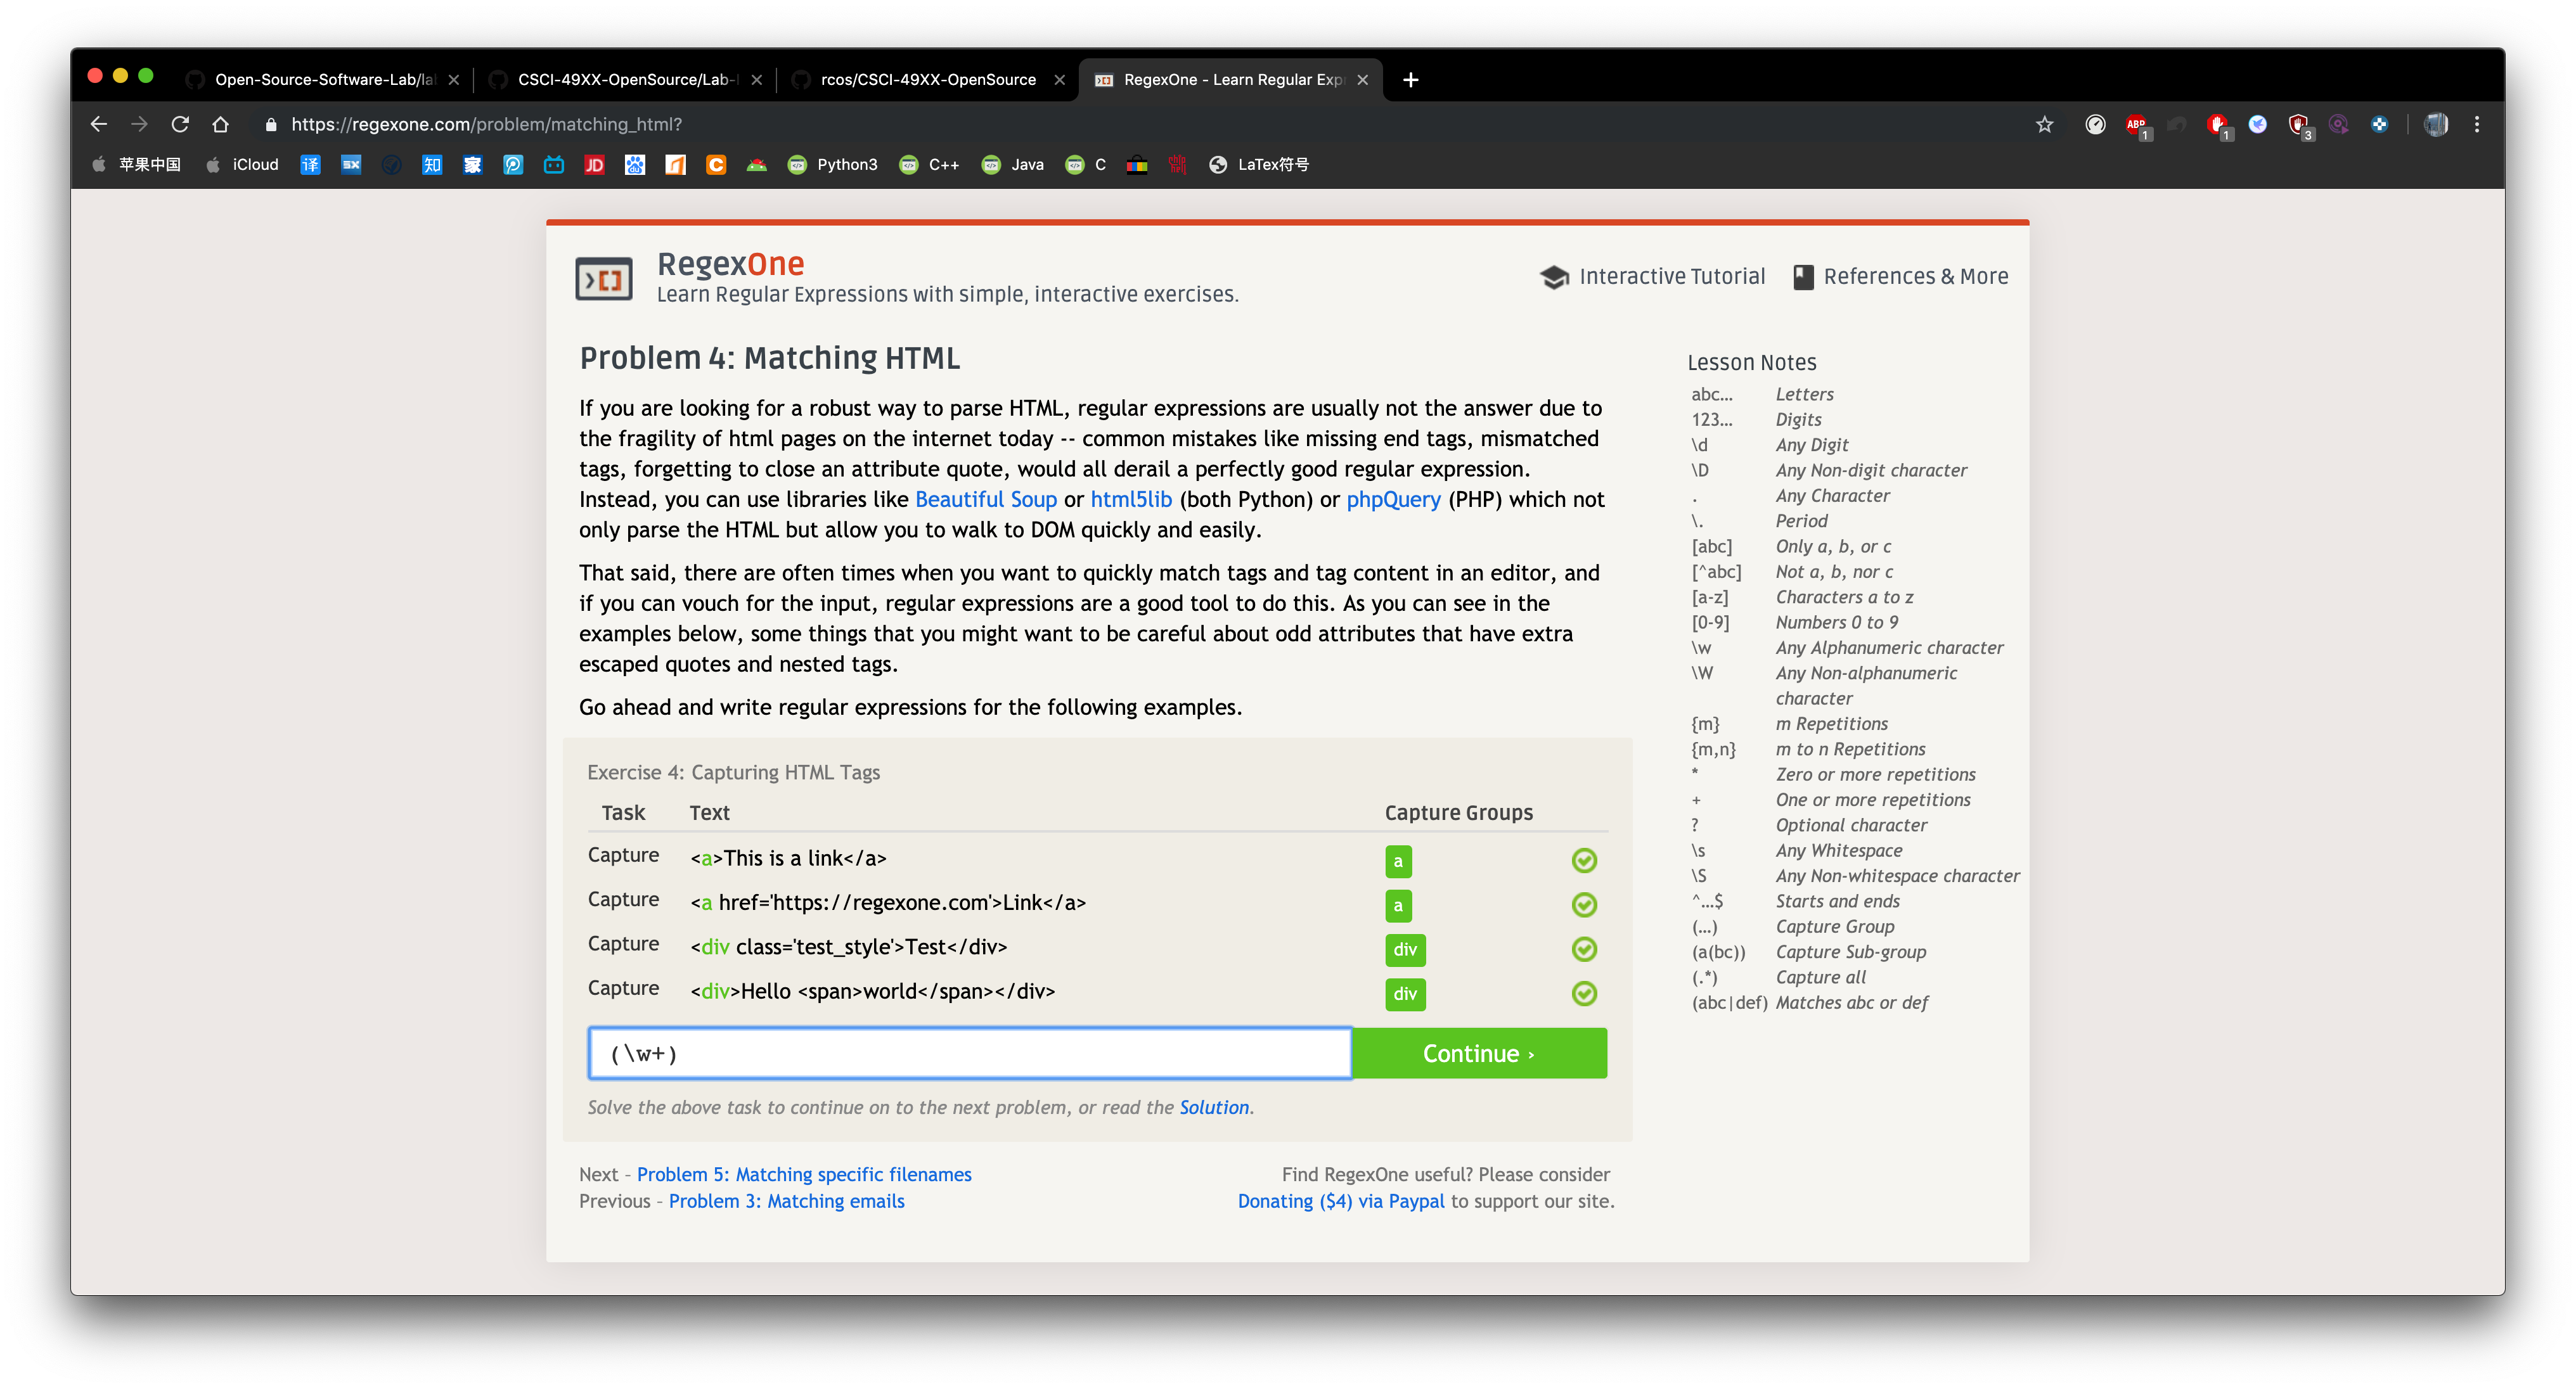 Open-Source-Software-Lab/la
CSCI-49XX-OpenSource/Lab-
rcos/CSCI-49XX-OpenSource
RegexOne - Learn Regular Exp
https://regexone.com/problem/matching_html?
ABP 1 1 3
苹果中国 iCloud 译 SX 知 家 JD du C Python3 C++ Java C LaTex符号
RegexOne
Learn Regular Expressions with simple, interactive exercises.
Interactive Tutorial References & More
Problem 4: Matching HTML
If you are looking for a robust way to parse HTML, regular expressions are usually not the answer due to
the fragility of html pages on the internet today -- common mistakes like missing end tags, mismatched
tags, forgetting to close an attribute quote, would all derail a perfectly good regular expression.
Instead, you can use libraries like Beautiful Soup or html5lib (both Python) or phpQuery (PHP) which not
only parse the HTML but allow you to walk to DOM quickly and easily.
That said, there are often times when you want to quickly match tags and tag content in an editor, and
if you can vouch for the input, regular expressions are a good tool to do this. As you can see in the
examples below, some things that you might want to be careful about odd attributes that have extra
escaped quotes and nested tags.
Go ahead and write regular expressions for the following examples.
Exercise 4: Capturing HTML Tags
Task Text Capture Groups
Capture <a>This is a link</a> a
Capture <a href='https://regexone.com'>Link</a> a
Capture <div class='test_style'>Test</div> div
Capture <div>Hello <span>world</span></div> div
(\w+) Continue ›
Solve the above task to continue on to the next problem, or read the Solution.
Next – Problem 5: Matching specific filenames
Previous – Problem 3: Matching emails
Find RegexOne useful? Please consider
Donating ($4) via Paypal to support our site.
Lesson Notes
abc… Letters
123… Digits
\d Any Digit
\D Any Non-digit character
. Any Character
\. Period
[abc] Only a, b, or c
[^abc] Not a, b, nor c
[a-z] Characters a to z
[0-9] Numbers 0 to 9
\w Any Alphanumeric character
\W Any Non-alphanumeric
character
{m} m Repetitions
{m,n} m to n Repetitions
* Zero or more repetitions
+ One or more repetitions
? Optional character
\s Any Whitespace
\S Any Non-whitespace character
^…$ Starts and ends
(…) Capture Group
(a(bc)) Capture Sub-group
(.*) Capture all
(abc|def) Matches abc or def